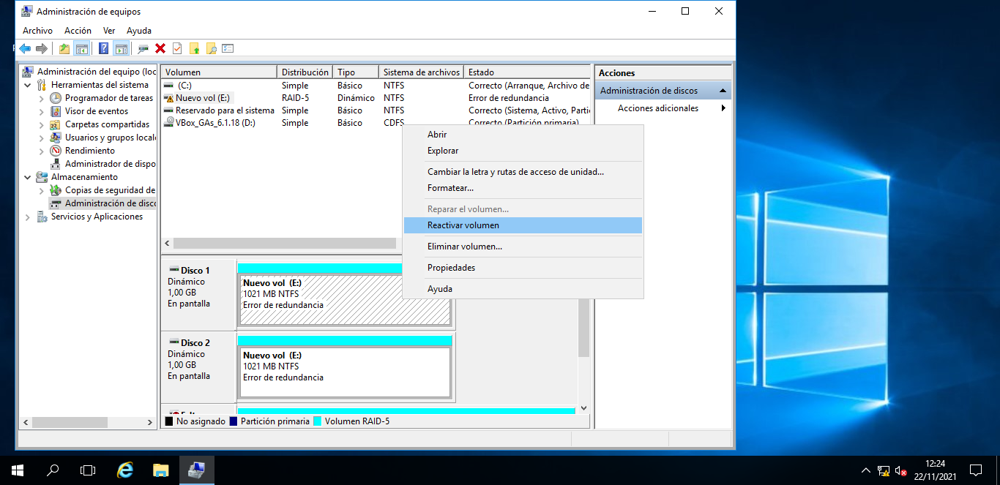 Administración de equipos
Archivo Acción Ver Ayuda
Administración del equipo (loc
Herramientas del sistema
Programador de tareas
Visor de eventos
Carpetas compartidas
Usuarios y grupos locale
Rendimiento
Administrador de dispo
Almacenamiento
Copias de seguridad de
Administración de disco
Servicios y Aplicaciones
Volumen Distribución Tipo Sistema de archivos Estado
(C:) Simple Básico NTFS Correcto (Arranque, Archivo de
Nuevo vol (E:) RAID-5 Dinámico NTFS Error de redundancia
Reservado para el sistema Simple Básico NTFS Correcto (Sistema, Activo, Partic
VBox_GAs_6.1.18 (D:) Simple Básico CDFS Correcto (Partición primaria)
Abrir
Explorar
Cambiar la letra y rutas de acceso de unidad...
Formatear...
Reparar el volumen...
Reactivar volumen
Eliminar volumen...
Propiedades
Ayuda
Disco 1
Dinámico
1,00 GB
En pantalla
Nuevo vol (E:)
1021 MB NTFS
Error de redundancia
Disco 2
Dinámico
1,00 GB
En pantalla
Nuevo vol (E:)
1021 MB NTFS
Error de redundancia
No asignado Partición primaria Volumen RAID-5
Acciones
Administración de discos
Acciones adicionales
12:24
22/11/2021